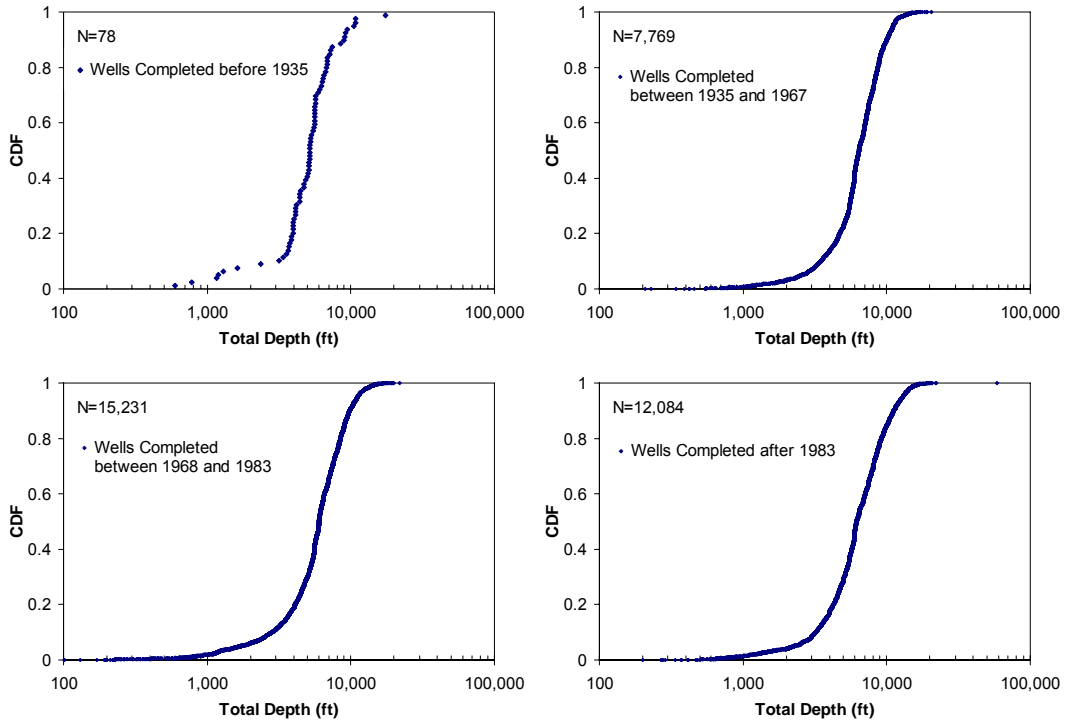 1
0.8
0.6
0.4
0.2
0
CDF
N=78
Wells Completed before 1935
100
1,000
10,000
100,000
Total Depth (ft)
1
0.8
0.6
0.4
0.2
0
CDF
N=7,769
Wells Completed
between 1935 and 1967
100
1,000
10,000
100,000
Total Depth (ft)
1
0.8
0.6
0.4
0.2
0
CDF
N=15,231
Wells Completed
between 1968 and 1983
100
1,000
10,000
100,000
Total Depth (ft)
1
0.8
0.6
0.4
0.2
0
CDF
N=12,084
Wells Completed after 1983
100
1,000
10,000
100,000
Total Depth (ft)